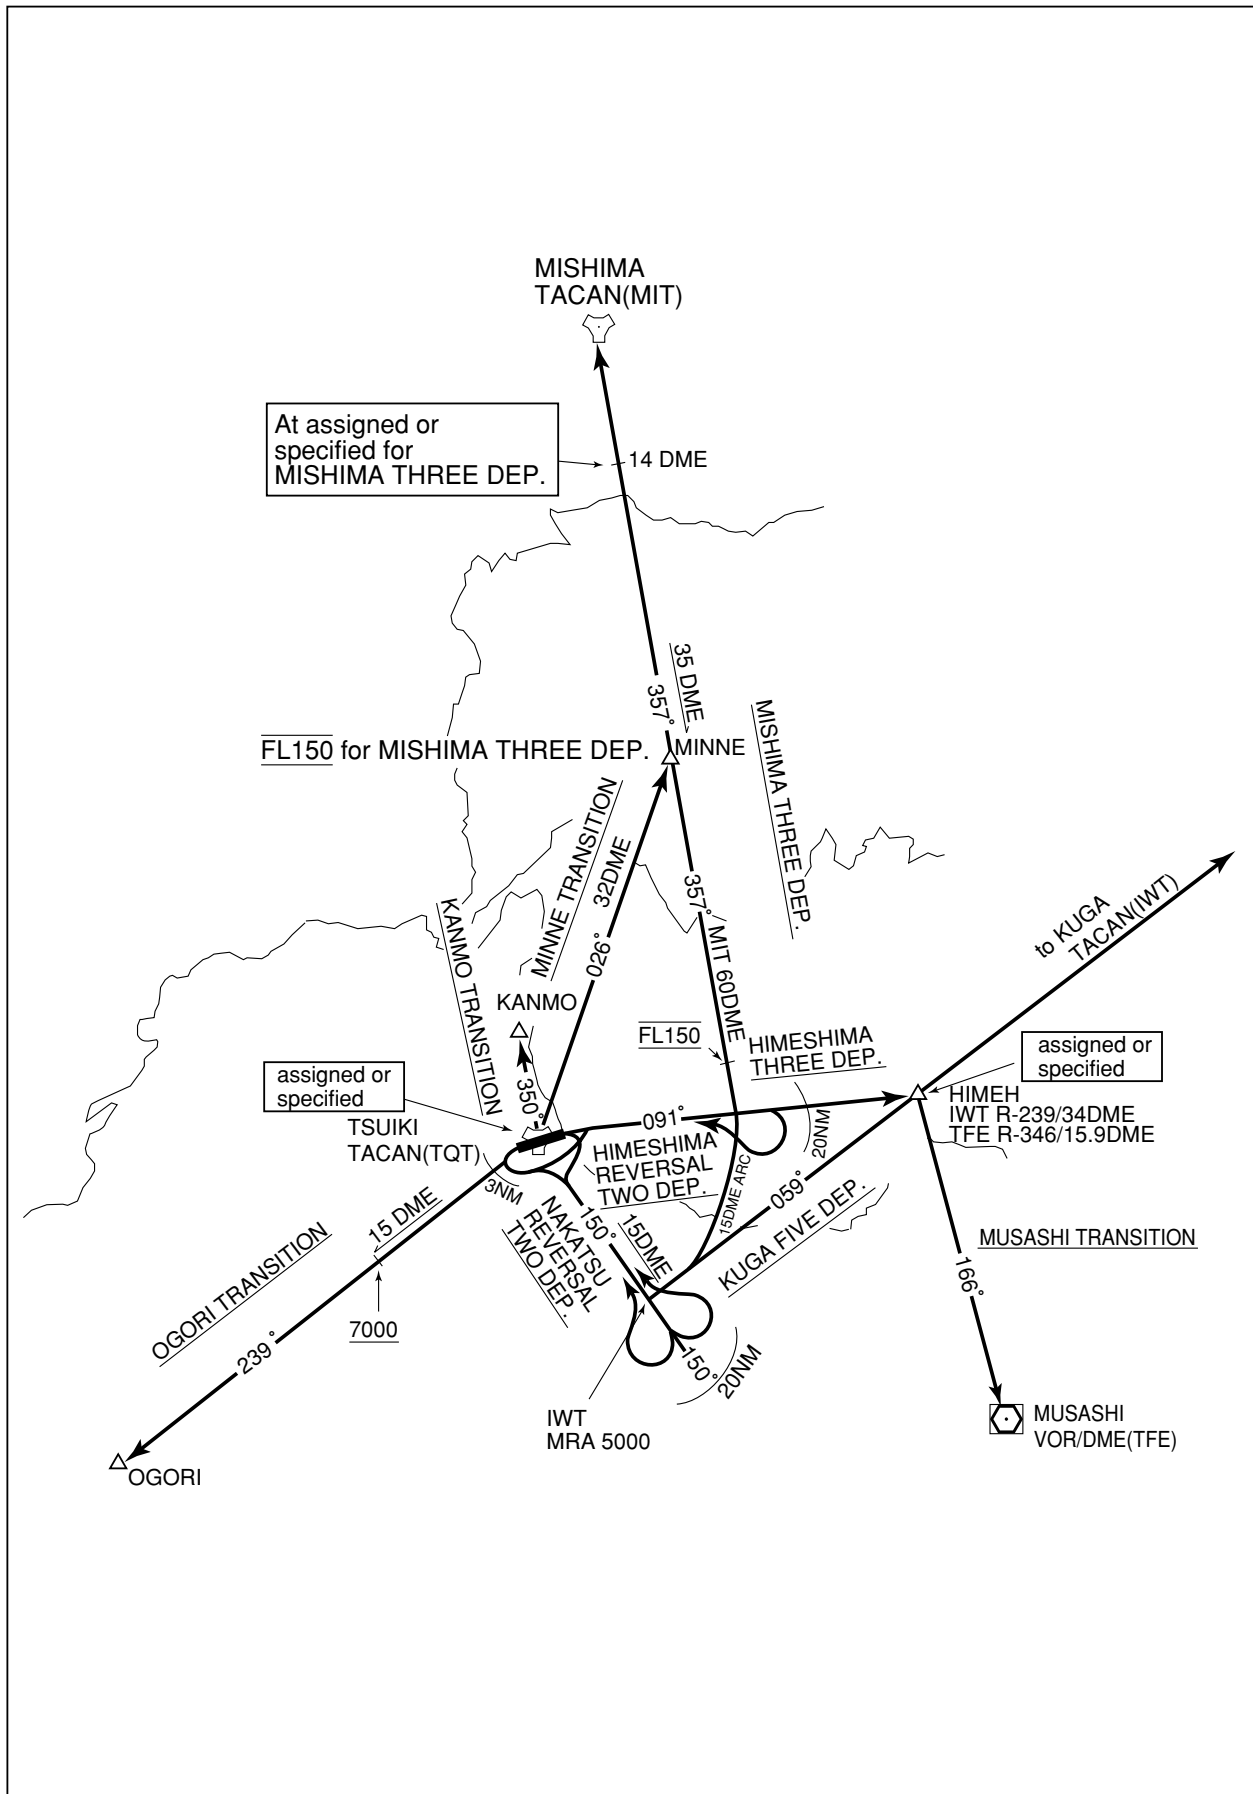 MISHIMA
TACAN(MIT)
At assigned or
specified for
MISHIMA THREE DEP.
14 DME
35 DME
357°
FL150 for MISHIMA THREE DEP.
MINNE
MISHIMA THREE DEP.
MINNE TRANSITION
026° 32DME
357° MIT 60DME
KANMO TRANSITION
KANMO
350°
to KUGA
TACAN(IWT)
FL150
HIMESHIMA
THREE DEP.
assigned or
specified
assigned or
specified
HIMEH
IWT R-239/34DME
TFE R-346/15.9DME
TSUIKI
TACAN(TQT)
091°
20NM
HIMESHIMA
REVERSAL
TWO DEP.
3NM
15DME ARC
059°
KUGA FIVE DEP.
NAKATSU
REVERSAL
TWO DEP.
150°
15DME
15 DME
OGORI TRANSITION
239°
7000
MUSASHI TRANSITION
166°
150°
20NM
IWT
MRA 5000
MUSASHI
VOR/DME(TFE)
OGORI